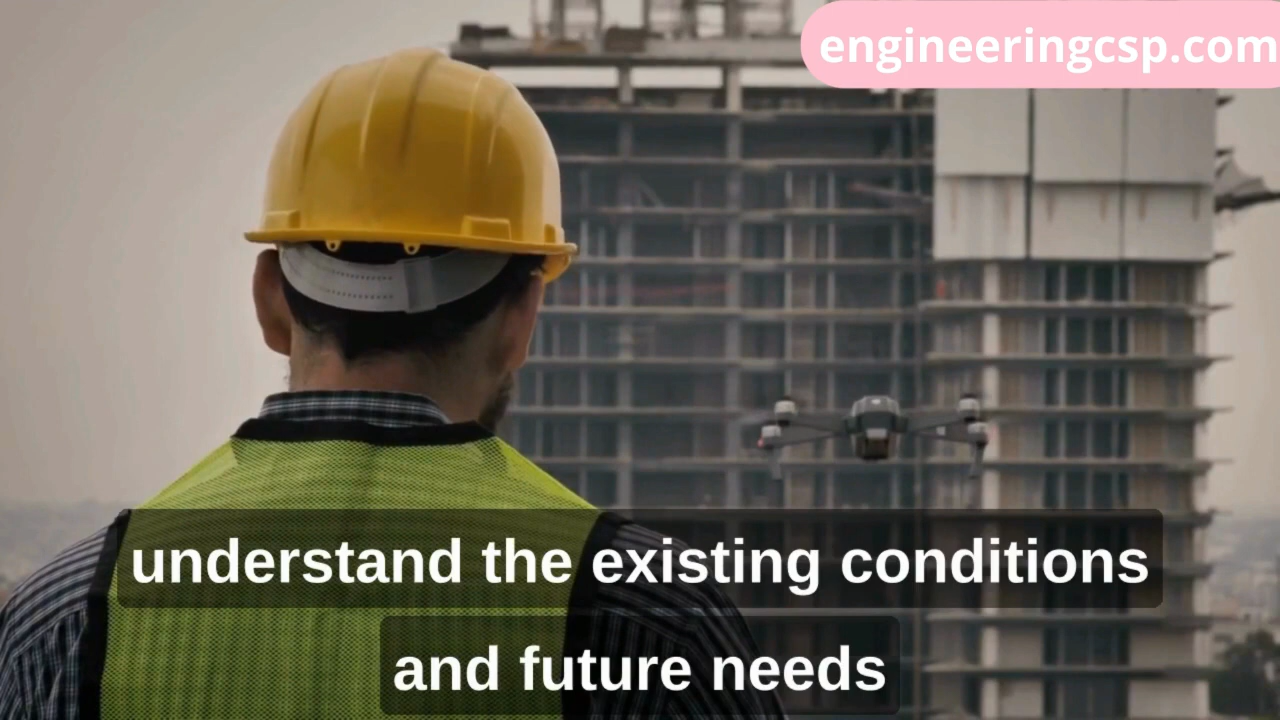 engineeringcsp.com
understand the existing conditions
and future needs